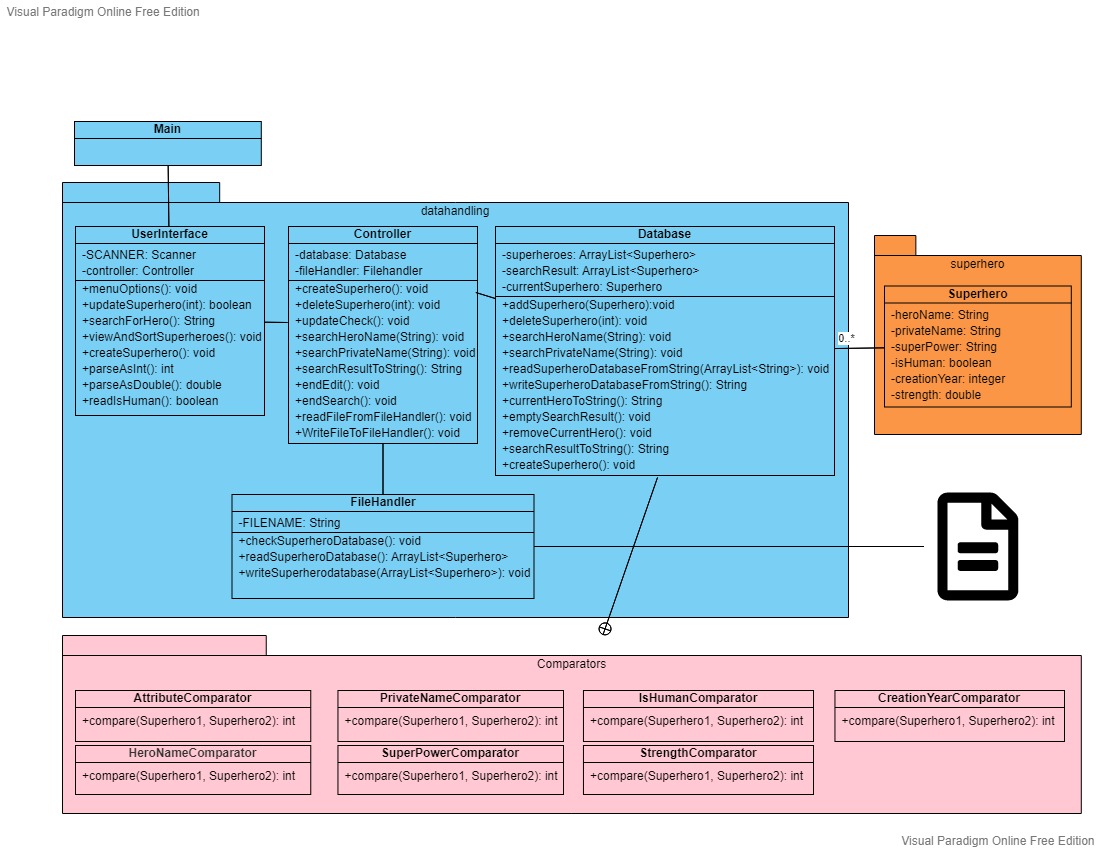 Visual Paradigm Online Free Edition
Main
datahandling
UserInterface
-SCANNER: Scanner
-controller: Controller
+menuOptions(): void
+updateSuperhero(int): boolean
+searchForHero(): String
+viewAndSortSuperheroes(): void
+createSuperhero(): void
+parseAsInt(): int
+parseAsDouble(): double
+readIsHuman(): boolean
Controller
-database: Database
-fileHandler: Filehandler
+createSuperhero(): void
+deleteSuperhero(int): void
+updateCheck(): void
+searchHeroName(String): void
+searchPrivateName(String): void
+searchResultToString(): String
+endEdit(): void
+endSearch(): void
+readFileFromFileHandler(): void
+WriteFileToFileHandler(): void
Database
-superheroes: ArrayList<Superhero>
-searchResult: ArrayList<Superhero>
-currentSuperhero: Superhero
+addSuperhero(Superhero):void
+deleteSuperhero(int): void
+searchHeroName(String): void
+searchPrivateName(String): void
+readSuperheroDatabaseFromString(ArrayList<String>): void
+writeSuperheroDatabaseFromString(): String
+currentHeroToString(): String
+emptySearchResult(): void
+removeCurrentHero(): void
+searchResultToString(): String
+createSuperhero(): void
0..*
superhero
Superhero
-heroName: String
-privateName: String
-superPower: String
-isHuman: boolean
-creationYear: integer
-strength: double
FileHandler
-FILENAME: String
+checkSuperheroDatabase(): void
+readSuperheroDatabase(): ArrayList<Superhero>
+writeSuperherodatabase(ArrayList<Superhero>): void
Comparators
AttributeComparator
+compare(Superhero1, Superhero2): int
PrivateNameComparator
+compare(Superhero1, Superhero2): int
IsHumanComparator
+compare(Superhero1, Superhero2): int
CreationYearComparator
+compare(Superhero1, Superhero2): int
HeroNameComparator
+compare(Superhero1, Superhero2): int
SuperPowerComparator
+compare(Superhero1, Superhero2): int
StrengthComparator
+compare(Superhero1, Superhero2): int
Visual Paradigm Online Free Edition